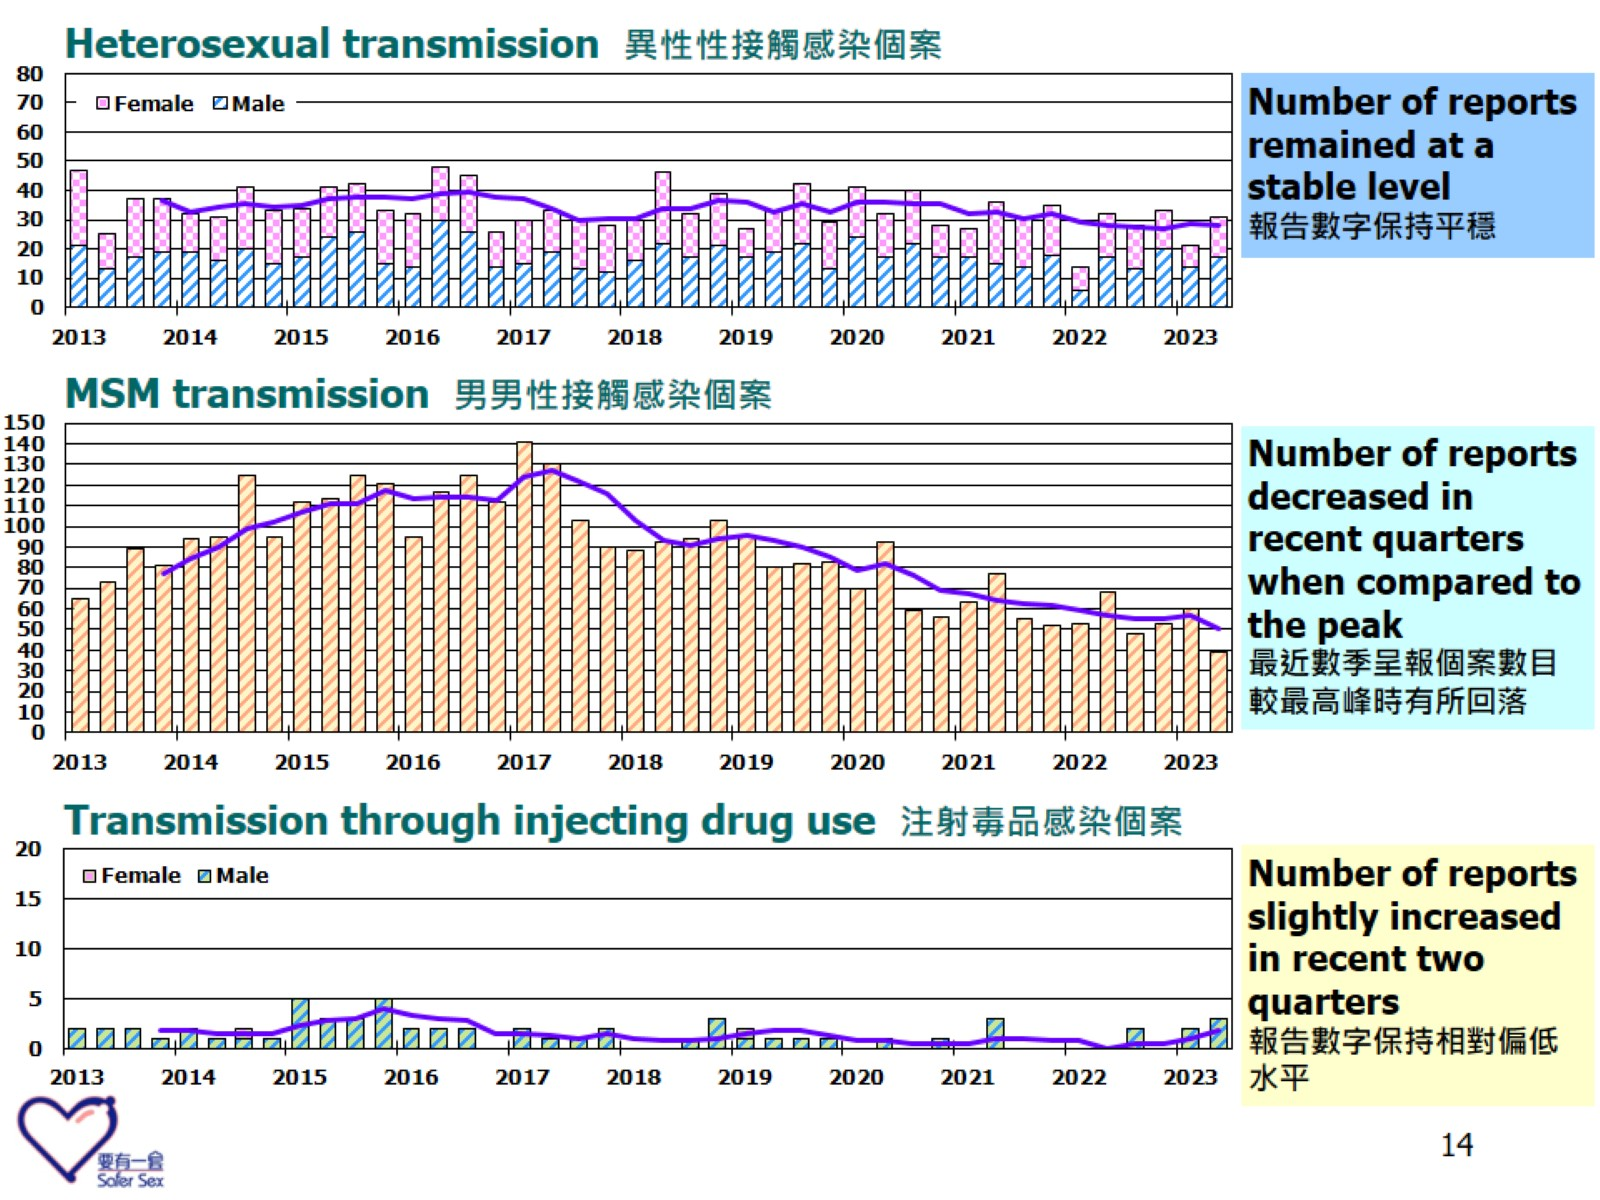 Heterosexual transmission 異性性接觸感染個案
80
70
60
50
40
30
20
10
0
Female Male
2013 2014 2015 2016 2017 2018 2019 2020 2021 2022 2023
Number of reports
remained at a
stable level
報告數字保持平穩
MSM transmission 男男性接觸感染個案
150
140
130
120
110
100
90
80
70
60
50
40
30
20
10
0
2013 2014 2015 2016 2017 2018 2019 2020 2021 2022 2023
Number of reports
decreased in
recent quarters
when compared to
the peak
最近數季呈報個案數目
較最高峰時有所回落
Transmission through injecting drug use 注射毒品感染個案
20
15
10
5
0
Female Male
2013 2014 2015 2016 2017 2018 2019 2020 2021 2022 2023
Number of reports
slightly increased
in recent two
quarters
報告數字保持相對偏低
水平
要有一套
Safer Sex
14